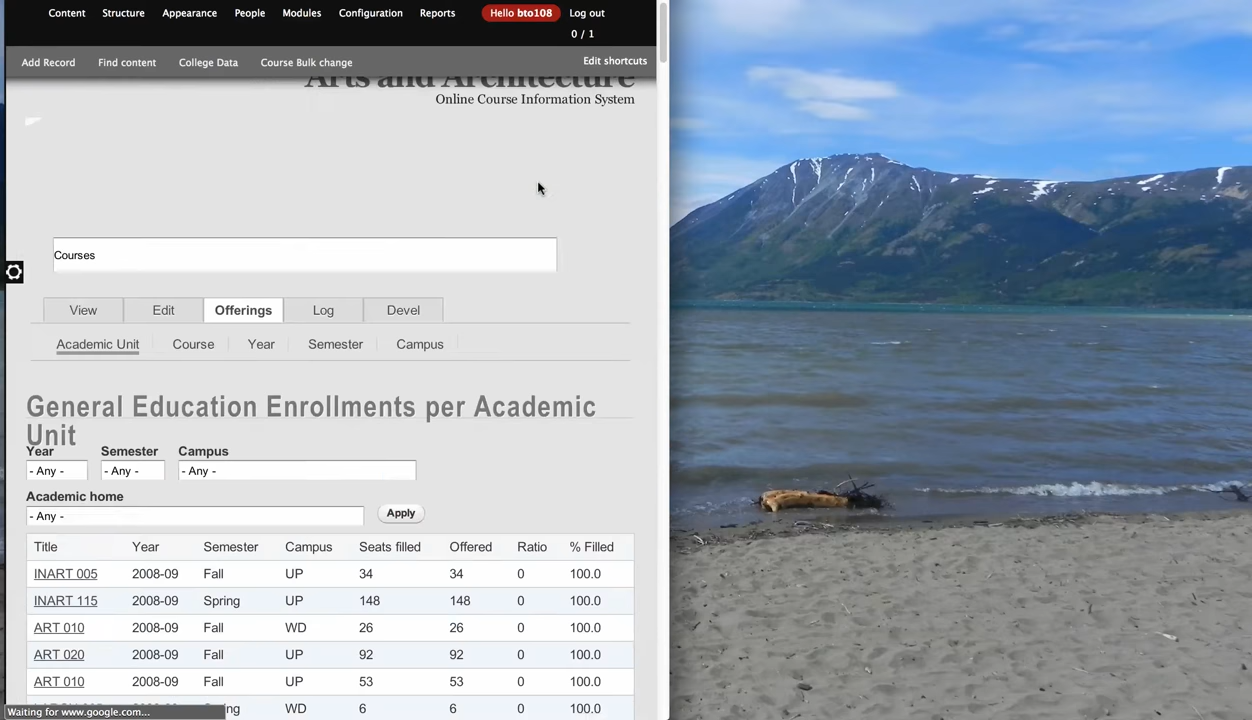 Content Structure Appearance People Modules Configuration Reports Hello bto108 Log out
0 / 1
Add Record Find content College Data Course Bulk change Edit shortcuts
Arts and Architecture
Online Course Information System
Courses
View Edit Offerings Log Devel
Academic Unit Course Year Semester Campus
General Education Enrollments per Academic
Unit
Year Semester Campus
- Any - - Any - - Any -
Academic home
- Any - Apply
Title Year Semester Campus Seats filled Offered Ratio % Filled
INART 005 2008-09 Fall UP 34 34 0 100.0
INART 115 2008-09 Spring UP 148 148 0 100.0
ART 010 2008-09 Fall WD 26 26 0 100.0
ART 020 2008-09 Fall UP 92 92 0 100.0
ART 010 2008-09 Fall UP 53 53 0 100.0
WD 6 6 0 100.0
Waiting for www.google.com...